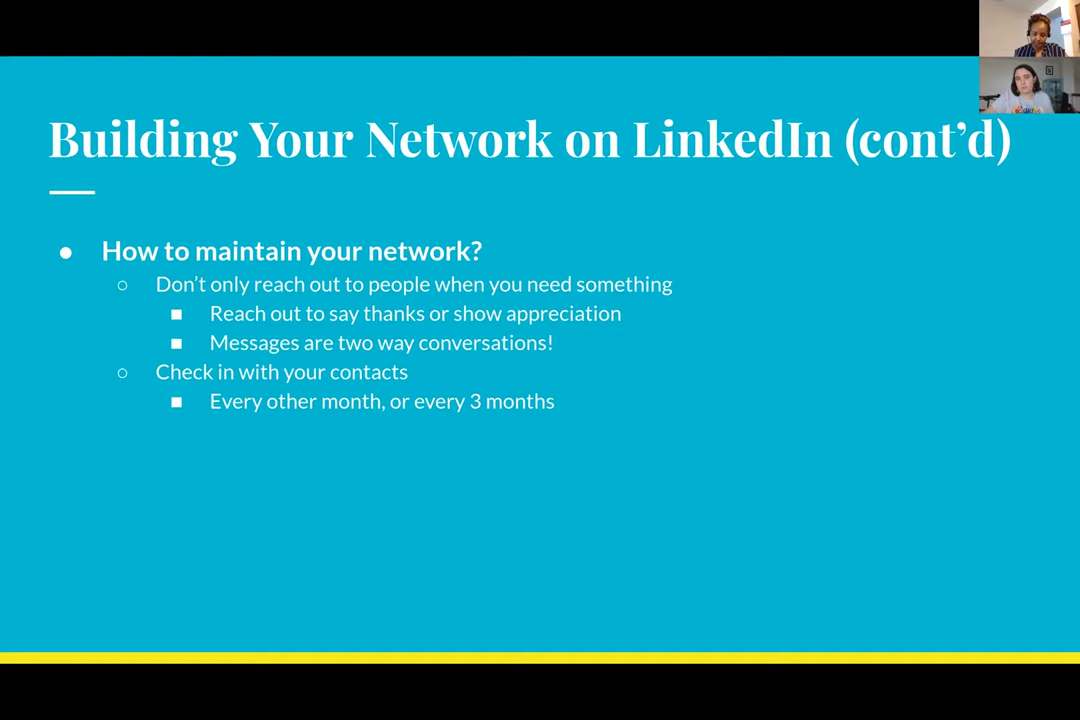 Building Your Network on LinkedIn (cont’d)
● How to maintain your network?
○ Don’t only reach out to people when you need something
■ Reach out to say thanks or show appreciation
■ Messages are two way conversations!
○ Check in with your contacts
■ Every other month, or every 3 months